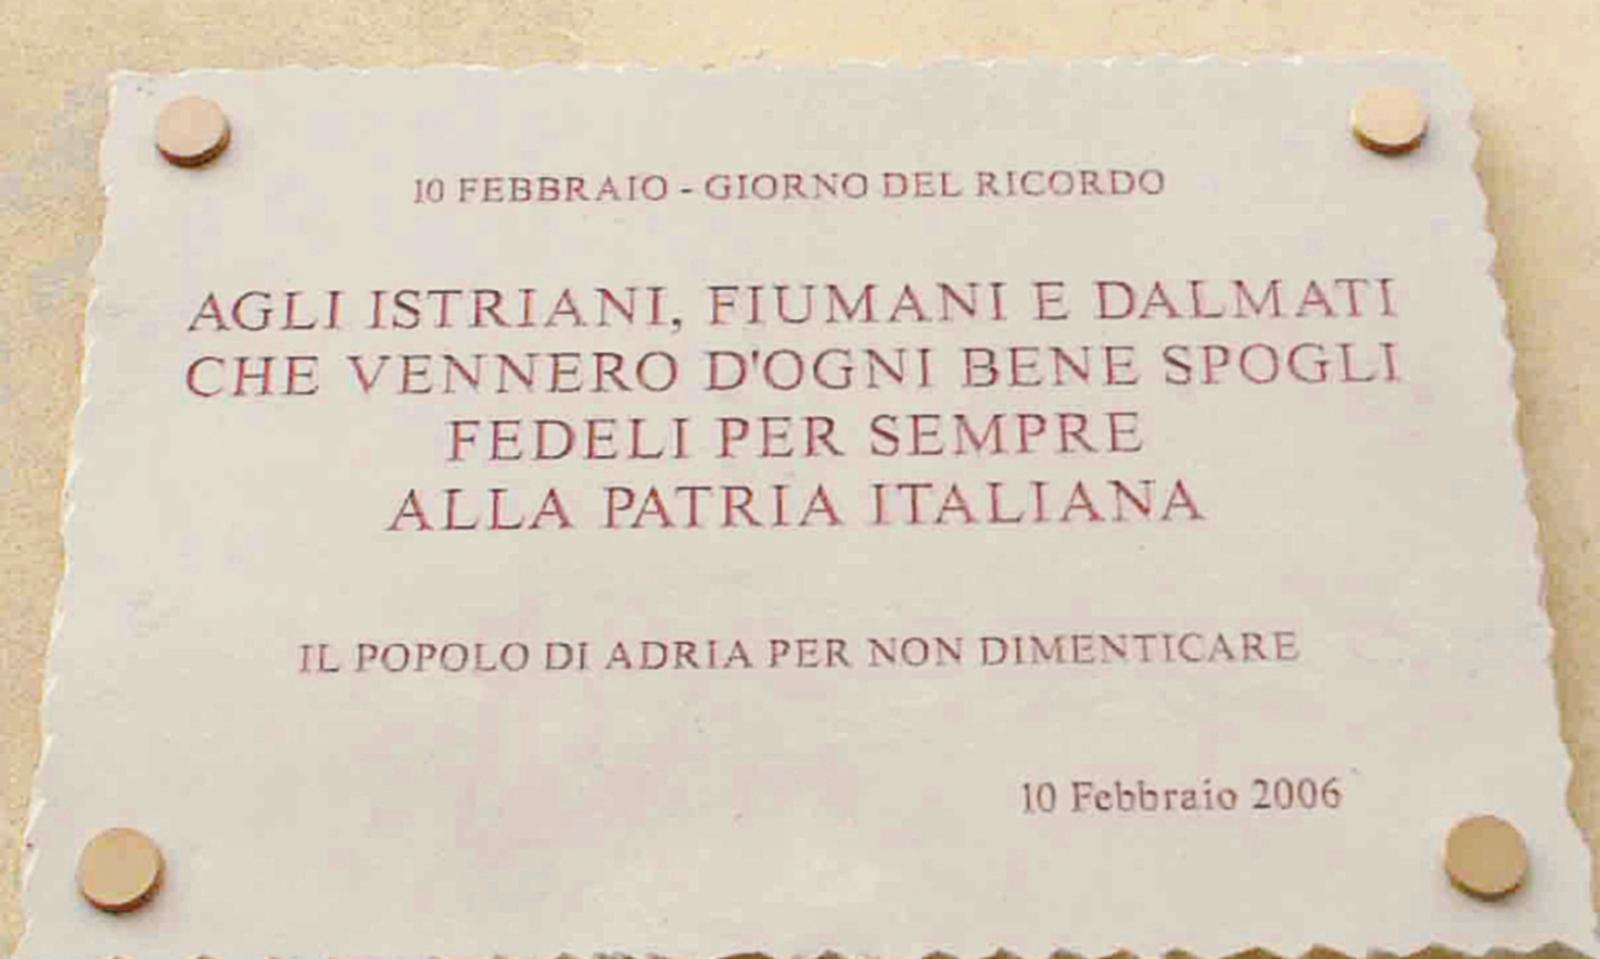 10 FEBBRAIO - GIORNO DEL RICORDO
AGLI ISTRIANI, FIUMANI E DALMATI
CHE VENNERO D'OGNI BENE SPOGLI
FEDELI PER SEMPRE
ALLA PATRIA ITALIANA
IL POPOLO DI ADRIA PER NON DIMENTICARE
10 Febbraio 2006